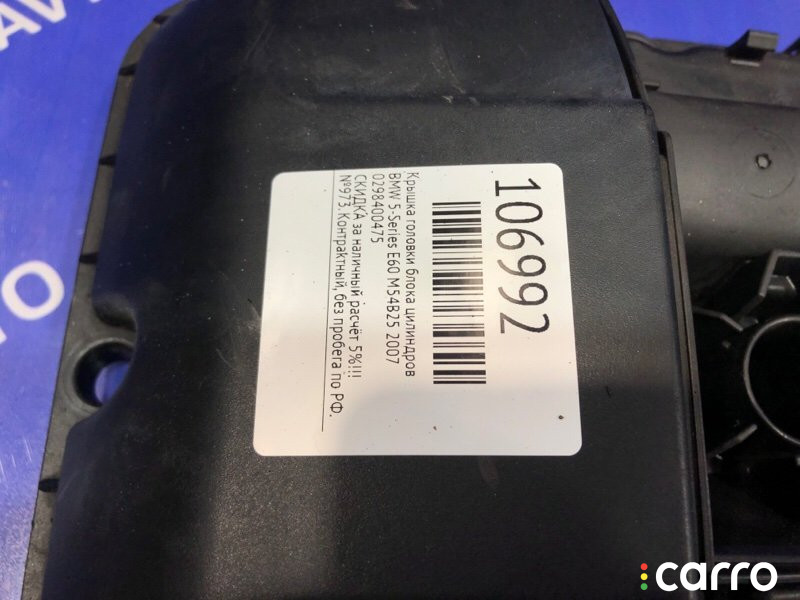 106992
Крышка головки блока цилиндров
BMW 5-Series E60 M54B25 2007
0298400475
СКИДКА за наличный расчёт 5%!!!
№973. Контрактный, без пробега по РФ.
carro